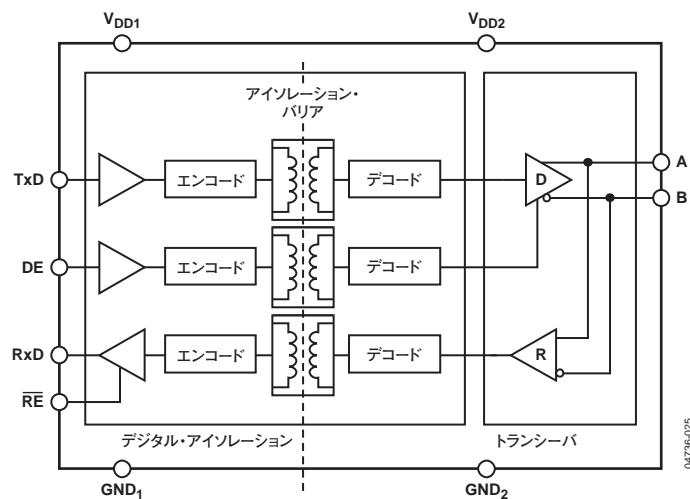 VDD1
VDD2
アイソレーション・
バリア
TxD
エンコード
デコード
D
A
B
DE
エンコード
デコード
RxD
エンコード
デコード
R
RE
デジタル・アイソレーション
トランシーバ
GND1
GND2
04736-025